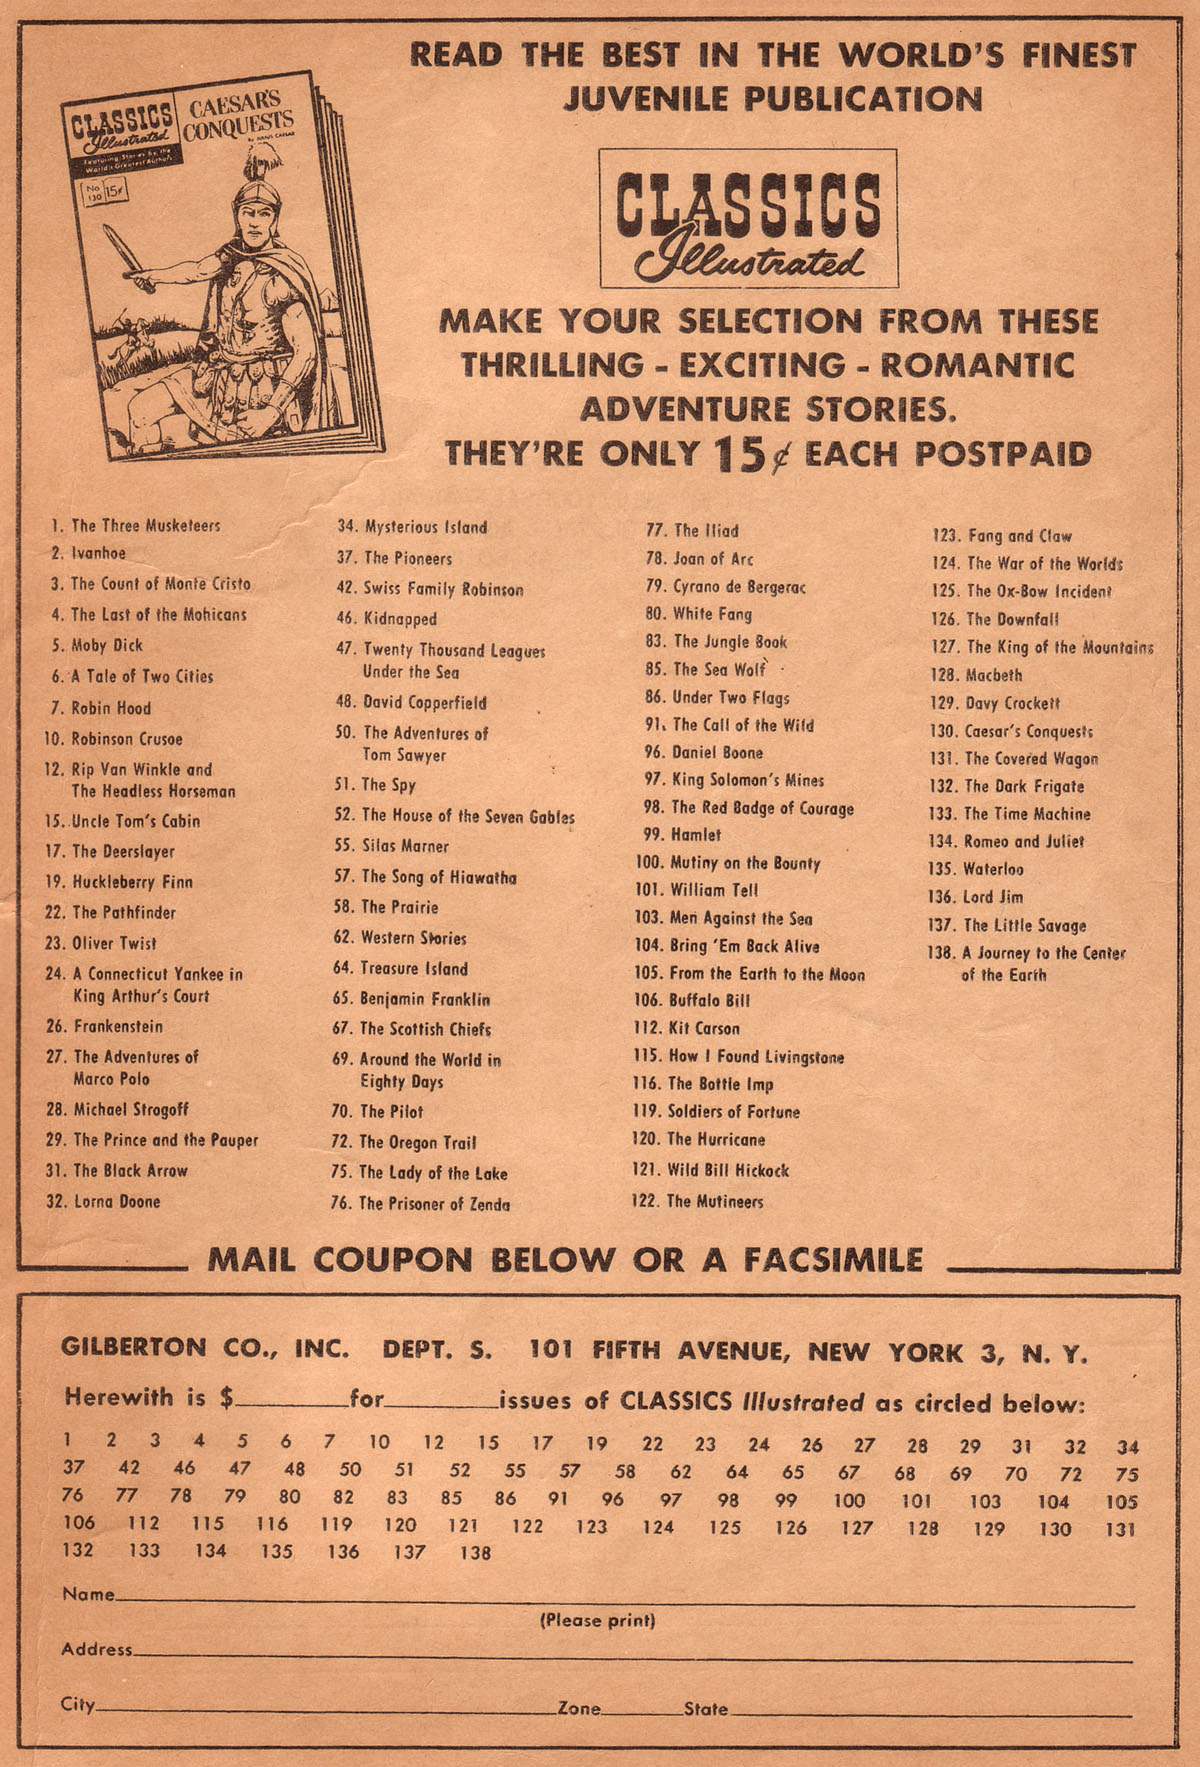 READ THE BEST IN THE WORLD'S FINEST
JUVENILE PUBLICATION
CLASSICS
Illustrated
CAESAR'S
CONQUESTS
by JULIUS CAESAR
Featuring Stories by the
World's Greatest Authors
No
130
15¢
CLASSICS
Illustrated
MAKE YOUR SELECTION FROM THESE
THRILLING - EXCITING - ROMANTIC
ADVENTURE STORIES.
THEY'RE ONLY 15¢ EACH POSTPAID
1. The Three Musketeers
2. Ivanhoe
3. The Count of Monte Cristo
4. The Last of the Mohicans
5. Moby Dick
6. A Tale of Two Cities
7. Robin Hood
10. Robinson Crusoe
12. Rip Van Winkle and
The Headless Horseman
15. Uncle Tom's Cabin
17. The Deerslayer
19. Huckleberry Finn
22. The Pathfinder
23. Oliver Twist
24. A Connecticut Yankee in
King Arthur's Court
26. Frankenstein
27. The Adventures of
Marco Polo
28. Michael Strogoff
29. The Prince and the Pauper
31. The Black Arrow
32. Lorna Doone
34. Mysterious Island
37. The Pioneers
42. Swiss Family Robinson
46. Kidnapped
47. Twenty Thousand Leagues
Under the Sea
48. David Copperfield
50. The Adventures of
Tom Sawyer
51. The Spy
52. The House of the Seven Gables
55. Silas Marner
57. The Song of Hiawatha
58. The Prairie
62. Western Stories
64. Treasure Island
65. Benjamin Franklin
67. The Scottish Chiefs
69. Around the World in
Eighty Days
70. The Pilot
72. The Oregon Trail
75. The Lady of the Lake
76. The Prisoner of Zenda
77. The Iliad
78. Joan of Arc
79. Cyrano de Bergerac
80. White Fang
83. The Jungle Book
85. The Sea Wolf
86. Under Two Flags
91. The Call of the Wild
96. Daniel Boone
97. King Solomon's Mines
98. The Red Badge of Courage
99. Hamlet
100. Mutiny on the Bounty
101. William Tell
103. Men Against the Sea
104. Bring 'Em Back Alive
105. From the Earth to the Moon
106. Buffalo Bill
112. Kit Carson
115. How I Found Livingstone
116. The Bottle Imp
119. Soldiers of Fortune
120. The Hurricane
121. Wild Bill Hickock
122. The Mutineers
123. Fang and Claw
124. The War of the Worlds
125. The Ox-Bow Incident
126. The Downfall
127. The King of the Mountains
128. Macbeth
129. Davy Crockett
130. Caesar's Conquests
131. The Covered Wagon
132. The Dark Frigate
133. The Time Machine
134. Romeo and Juliet
135. Waterloo
136. Lord Jim
137. The Little Savage
138. A Journey to the Center
of the Earth
MAIL COUPON BELOW OR A FACSIMILE
GILBERTON CO., INC. DEPT. S. 101 FIFTH AVENUE, NEW YORK 3, N. Y.
Herewith is $________for________issues of CLASSICS Illustrated as circled below:
1 2 3 4 5 6 7 10 12 15 17 19 22 23 24 26 27 28 29 31 32 34
37 42 46 47 48 50 51 52 55 57 58 62 64 65 67 68 69 70 72 75
76 77 78 79 80 82 83 85 86 91 96 97 98 99 100 101 103 104 105
106 112 115 116 119 120 121 122 123 124 125 126 127 128 129 130 131
132 133 134 135 136 137 138
Name
(Please print)
Address
City Zone State